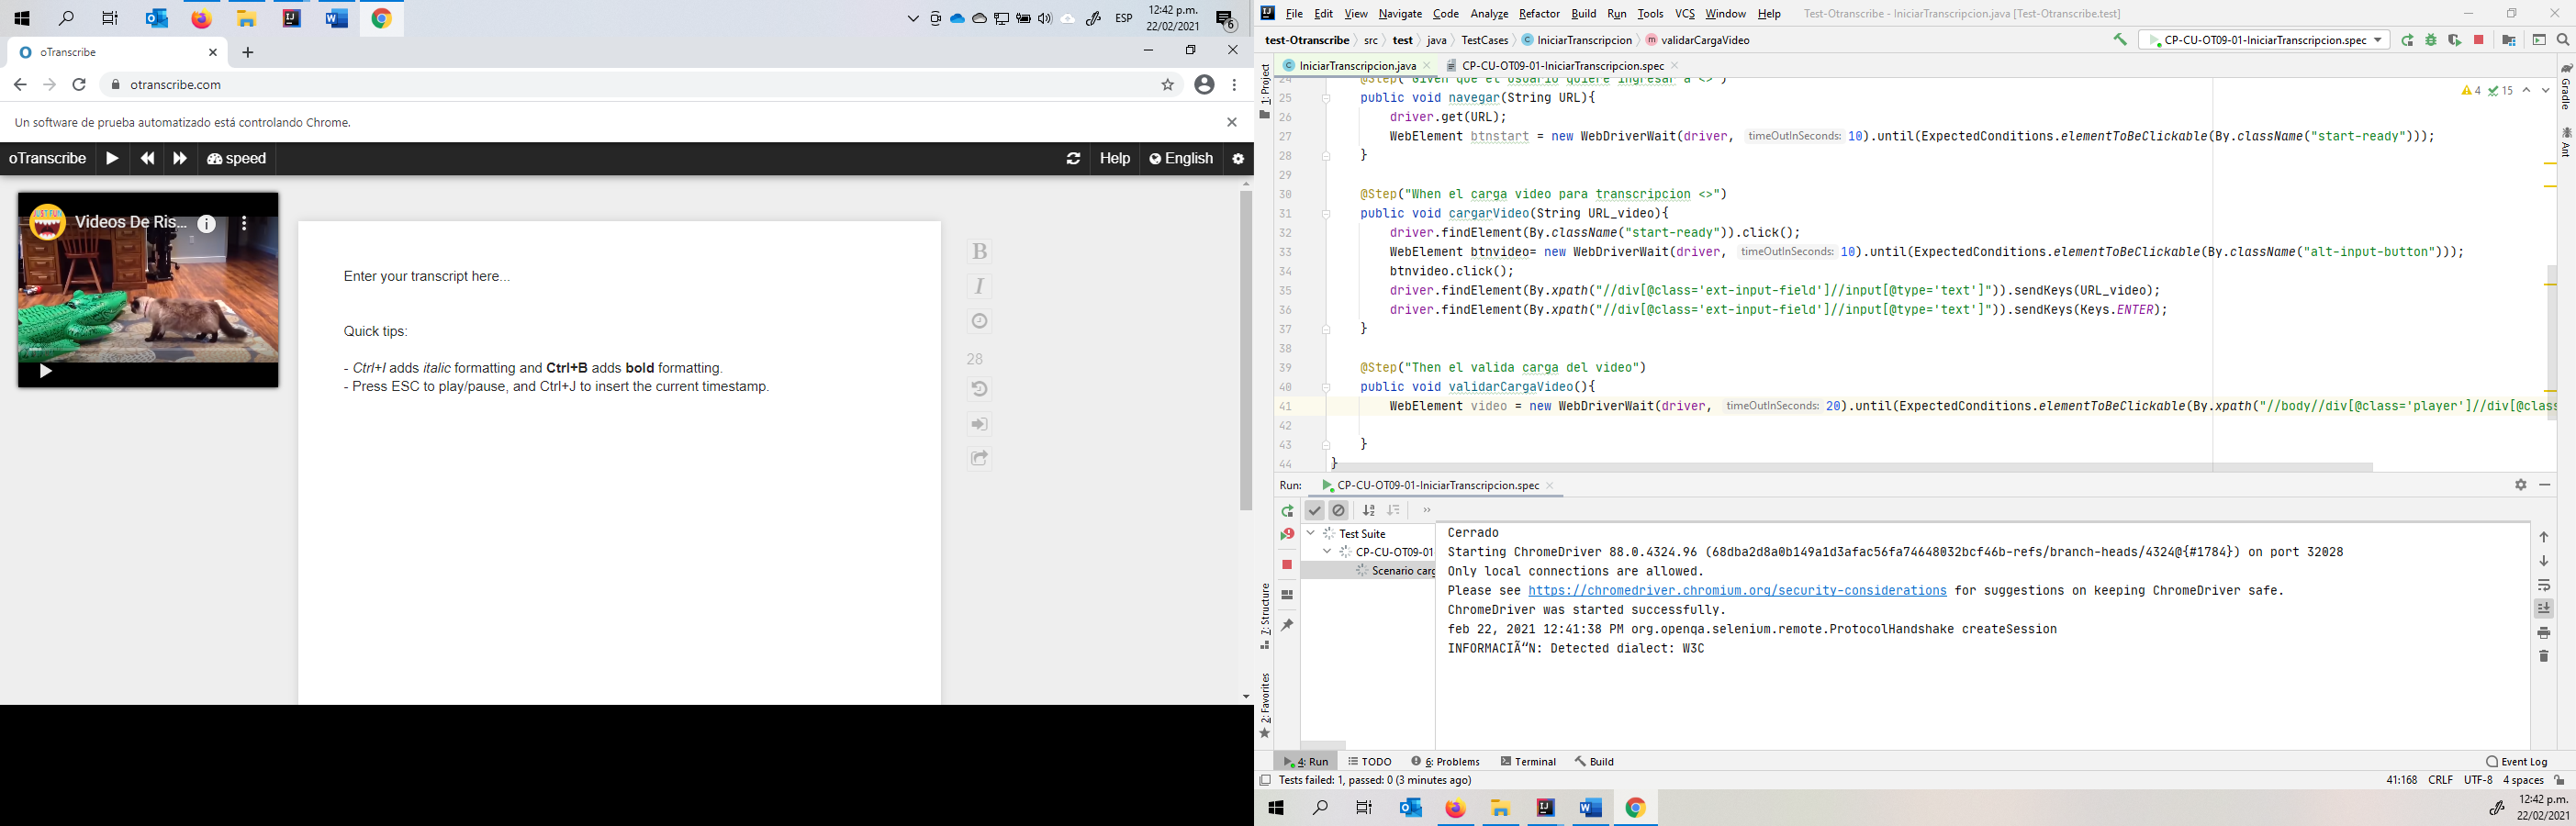 12:42 p.m.
ESP
22/02/2021
6
oTranscribe
otranscribe.com
Un software de prueba automatizado está controlando Chrome.
oTranscribe
speed
Help
English
JUST FUN
Videos De Ris...
Enter your transcript here...
Quick tips:
- Ctrl+I adds italic formatting and Ctrl+B adds bold formatting.
- Press ESC to play/pause, and Ctrl+J to insert the current timestamp.
B
I
28
File Edit View Navigate Code Analyze Refactor Build Run Tools VCS Window Help Test-Otranscribe - IniciarTranscripcion.java [Test-Otranscribe.test]
test-Otranscribe src test java TestCases IniciarTranscripcion validarCargaVideo CP-CU-OT09-01-IniciarTranscripcion.spec
IniciarTranscripcion.java CP-CU-OT09-01-IniciarTranscripcion.spec
4 15
1: Project
Gradle
Ant
24 @Step("Given que el usuario quiere ingresar a <>")
25 public void navegar(String URL){
26 driver.get(URL);
27 WebElement btnstart = new WebDriverWait(driver, timeOutInSeconds: 10).until(ExpectedConditions.elementToBeClickable(By.className("start-ready")));
28 }
29
30 @Step("When el carga video para transcripcion <>")
31 public void cargarVideo(String URL_video){
32 driver.findElement(By.className("start-ready")).click();
33 WebElement btnvideo= new WebDriverWait(driver, timeOutInSeconds: 10).until(ExpectedConditions.elementToBeClickable(By.className("alt-input-button")));
34 btnvideo.click();
35 driver.findElement(By.xpath("//div[@class='ext-input-field']//input[@type='text']")).sendKeys(URL_video);
36 driver.findElement(By.xpath("//div[@class='ext-input-field']//input[@type='text']")).sendKeys(Keys.ENTER);
37 }
38
39 @Step("Then el valida carga del video")
40 public void validarCargaVideo(){
41 WebElement video = new WebDriverWait(driver, timeOutInSeconds: 20).until(ExpectedConditions.elementToBeClickable(By.xpath("//body//div[@class='player']//div[@clas
42
43 }
44 }
Run: CP-CU-OT09-01-IniciarTranscripcion.spec
Test Suite
CP-CU-OT09-01
Scenario carg
Cerrado
Starting ChromeDriver 88.0.4324.96 (68dba2d8a0b149a1d3afac56fa74648032bcf46b-refs/branch-heads/4324@{#1784}) on port 32028
Only local connections are allowed.
Please see https://chromedriver.chromium.org/security-considerations for suggestions on keeping ChromeDriver safe.
ChromeDriver was started successfully.
feb 22, 2021 12:41:38 PM org.openqa.selenium.remote.ProtocolHandshake createSession
INFORMACIÃ“N: Detected dialect: W3C
7: Structure
2: Favorites
4: Run TODO 6: Problems Terminal Build Event Log
Tests failed: 1, passed: 0 (3 minutes ago) 41:168 CRLF UTF-8 4 spaces
12:42 p.m.
22/02/2021